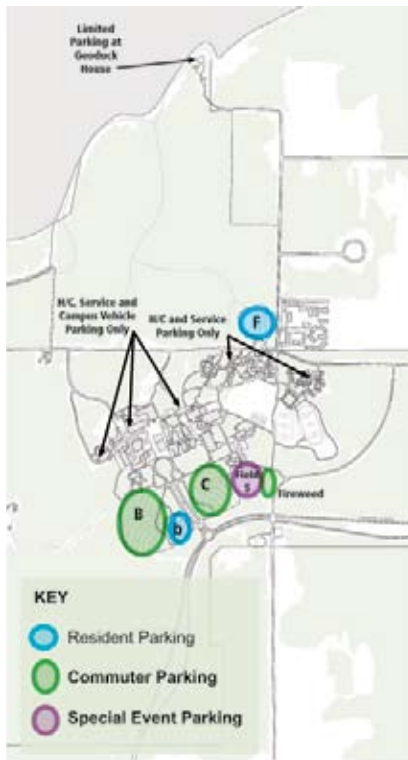 Limited
Parking at
Geodock
House
H/C, Service and
Campus Vehicle
Parking Only
H/C and Service
Parking Only
F
C
Field
5
Fireweed
B
b
KEY
Resident Parking
Commuter Parking
Special Event Parking